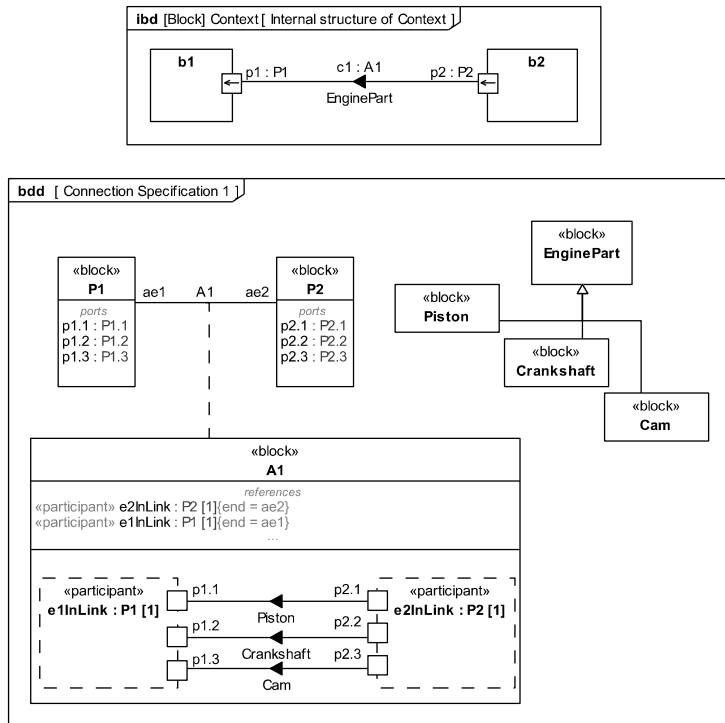 ibd [Block] Context [ Internal structure of Context ]
b1
p1 : P1
c1 : A1
p2 : P2
b2
EnginePart
bdd [ Connection Specification 1 ]
«block»
P1
ports
p1.1 : P1.1
p1.2 : P1.2
p1.3 : P1.3
ae1
A1
ae2
«block»
P2
ports
p2.1 : P2.1
p2.2 : P2.2
p2.3 : P2.3
«block»
EnginePart
«block»
Piston
«block»
Crankshaft
«block»
Cam
«block»
A1
references
«participant» e2InLink : P2 [1]{end = ae2}
«participant» e1InLink : P1 [1]{end = ae1}
...
«participant»
e1InLink : P1 [1]
p1.1
p2.1
Piston
p1.2
p2.2
Crankshaft
p1.3
p2.3
Cam
«participant»
e2InLink : P2 [1]